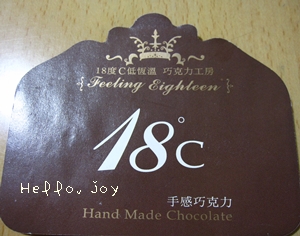 18度C低恆溫 巧克力工房
{Feeling Eighteen}
18°C
Heffo, joy
手感巧克力
Hand Made Chocolate